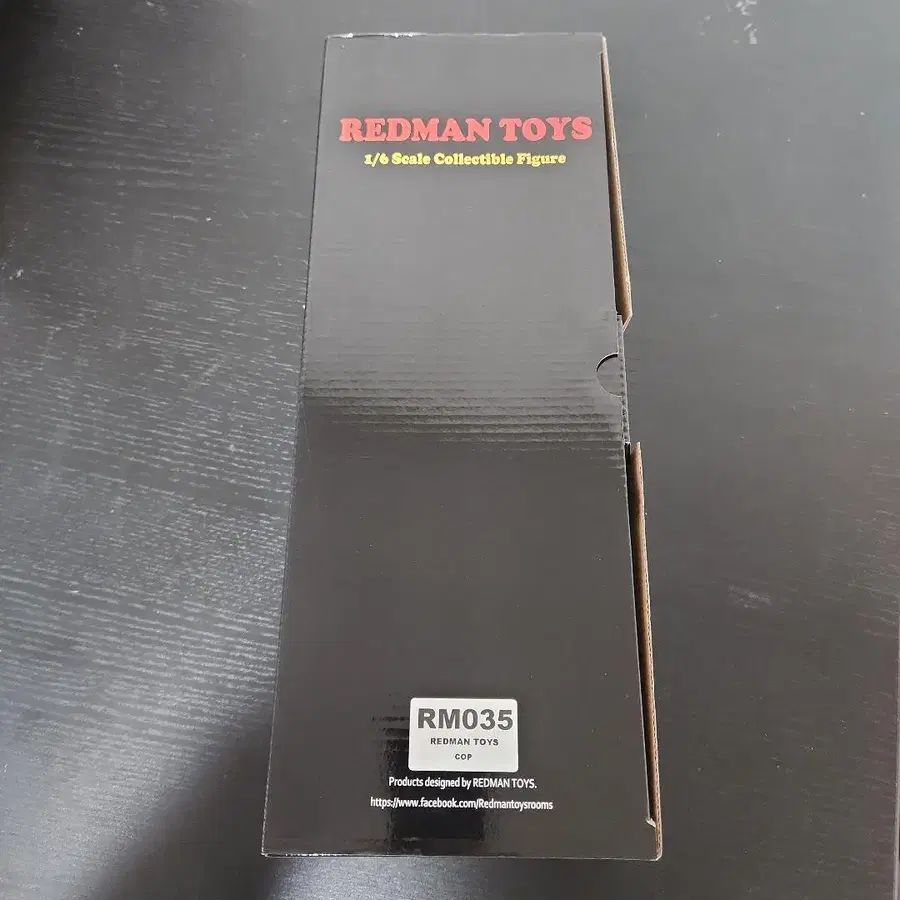 REDMAN TOYS
1/6 Scale Collectible Figure
RM035
REDMAN TOYS
COP
Products designed by REDMAN TOYS.
https://www.facebook.com/Redmantoysrooms